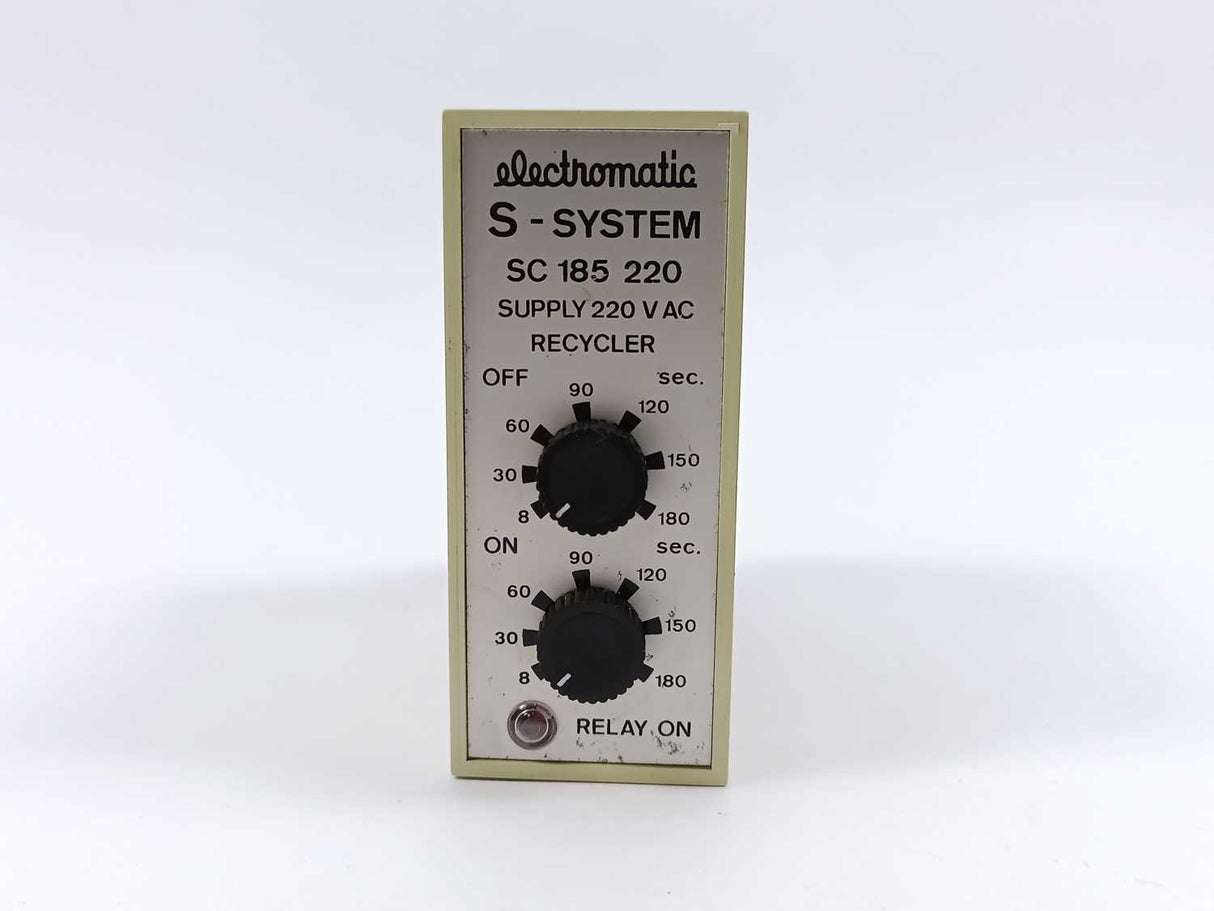 electromatic
S - SYSTEM
SC 185 220
SUPPLY 220 V AC
RECYCLER
OFF sec.
8 30 60 90 120 150 180
ON sec.
8 30 60 90 120 150 180
RELAY ON